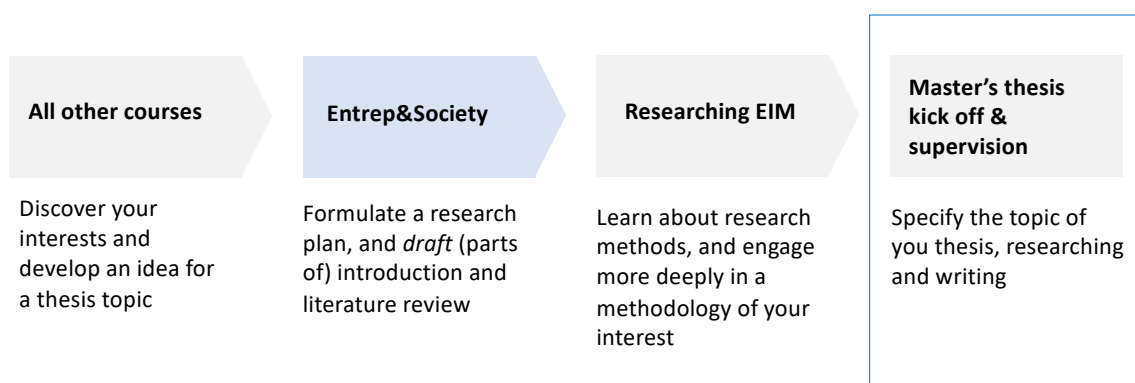 All other courses
Discover your
interests and
develop an idea for
a thesis topic
Entrep&Society
Formulate a research
plan, and draft (parts
of) introduction and
literature review
Researching EIM
Learn about research
methods, and engage
more deeply in a
methodology of your
interest
Master’s thesis
kick off &
supervision
Specify the topic of
you thesis, researching
and writing